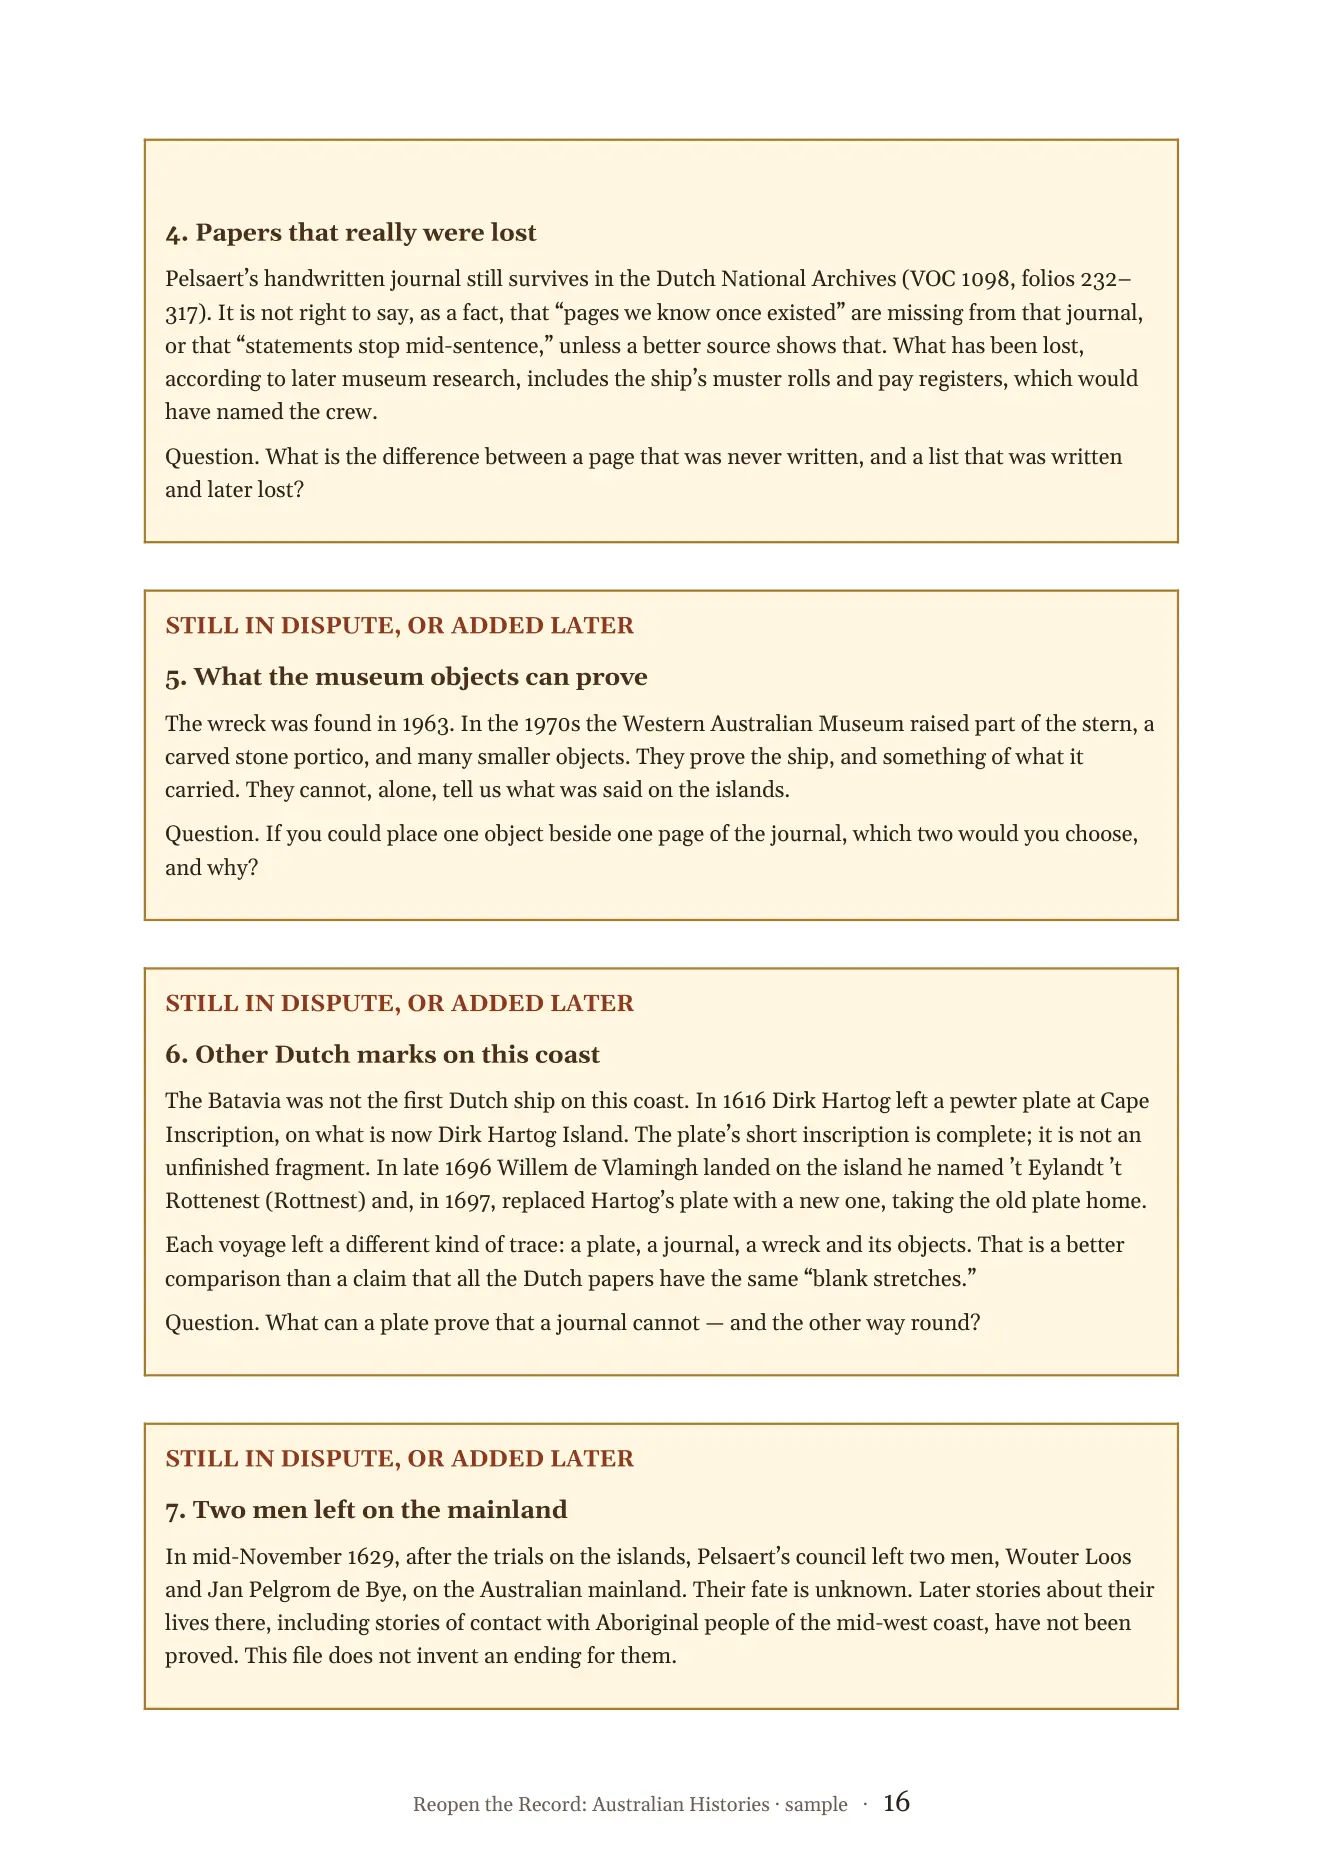 4. Papers that really were lost
Pelsaert’s handwritten journal still survives in the Dutch National Archives (VOC 1098, folios 232–
317). It is not right to say, as a fact, that “pages we know once existed” are missing from that journal,
or that “statements stop mid-sentence,” unless a better source shows that. What has been lost,
according to later museum research, includes the ship’s muster rolls and pay registers, which would
have named the crew.
Question. What is the difference between a page that was never written, and a list that was written
and later lost?
STILL IN DISPUTE, OR ADDED LATER
5. What the museum objects can prove
The wreck was found in 1963. In the 1970s the Western Australian Museum raised part of the stern, a
carved stone portico, and many smaller objects. They prove the ship, and something of what it
carried. They cannot, alone, tell us what was said on the islands.
Question. If you could place one object beside one page of the journal, which two would you choose,
and why?
STILL IN DISPUTE, OR ADDED LATER
6. Other Dutch marks on this coast
The Batavia was not the first Dutch ship on this coast. In 1616 Dirk Hartog left a pewter plate at Cape
Inscription, on what is now Dirk Hartog Island. The plate’s short inscription is complete; it is not an
unfinished fragment. In late 1696 Willem de Vlamingh landed on the island he named ’t Eylandt ’t
Rottenest (Rottnest) and, in 1697, replaced Hartog’s plate with a new one, taking the old plate home.
Each voyage left a different kind of trace: a plate, a journal, a wreck and its objects. That is a better
comparison than a claim that all the Dutch papers have the same “blank stretches.”
Question. What can a plate prove that a journal cannot — and the other way round?
STILL IN DISPUTE, OR ADDED LATER
7. Two men left on the mainland
In mid-November 1629, after the trials on the islands, Pelsaert’s council left two men, Wouter Loos
and Jan Pelgrom de Bye, on the Australian mainland. Their fate is unknown. Later stories about their
lives there, including stories of contact with Aboriginal people of the mid-west coast, have not been
proved. This file does not invent an ending for them.
Reopen the Record: Australian Histories · sample · 16